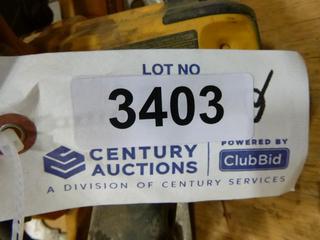 LOT NO
3403
CENTURY AUCTIONS
POWERED BY
ClubBid
A DIVISION OF CENTURY SERVICES